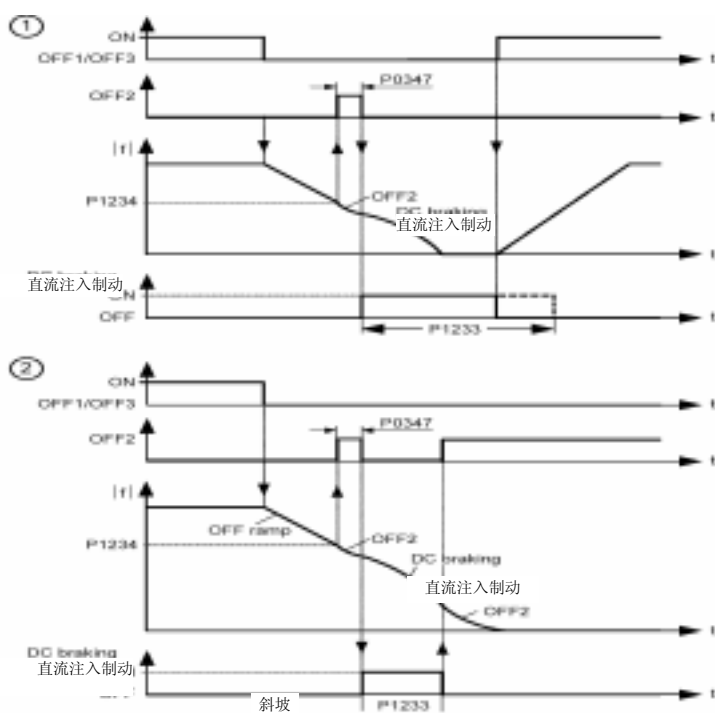 ①
ON
OFF1/OFF3
t
P0347
OFF2
t
|f|
P1234
OFF2
DC braking
直流注入制动
t
直流注入制动
ON
OFF
P1233
t
②
ON
OFF1/OFF3
t
P0347
OFF2
t
|f|
OFF ramp
P1234
OFF2
DC braking
直流注入制动
OFF2
t
DC braking
直流注入制动
斜坡
P1233
t